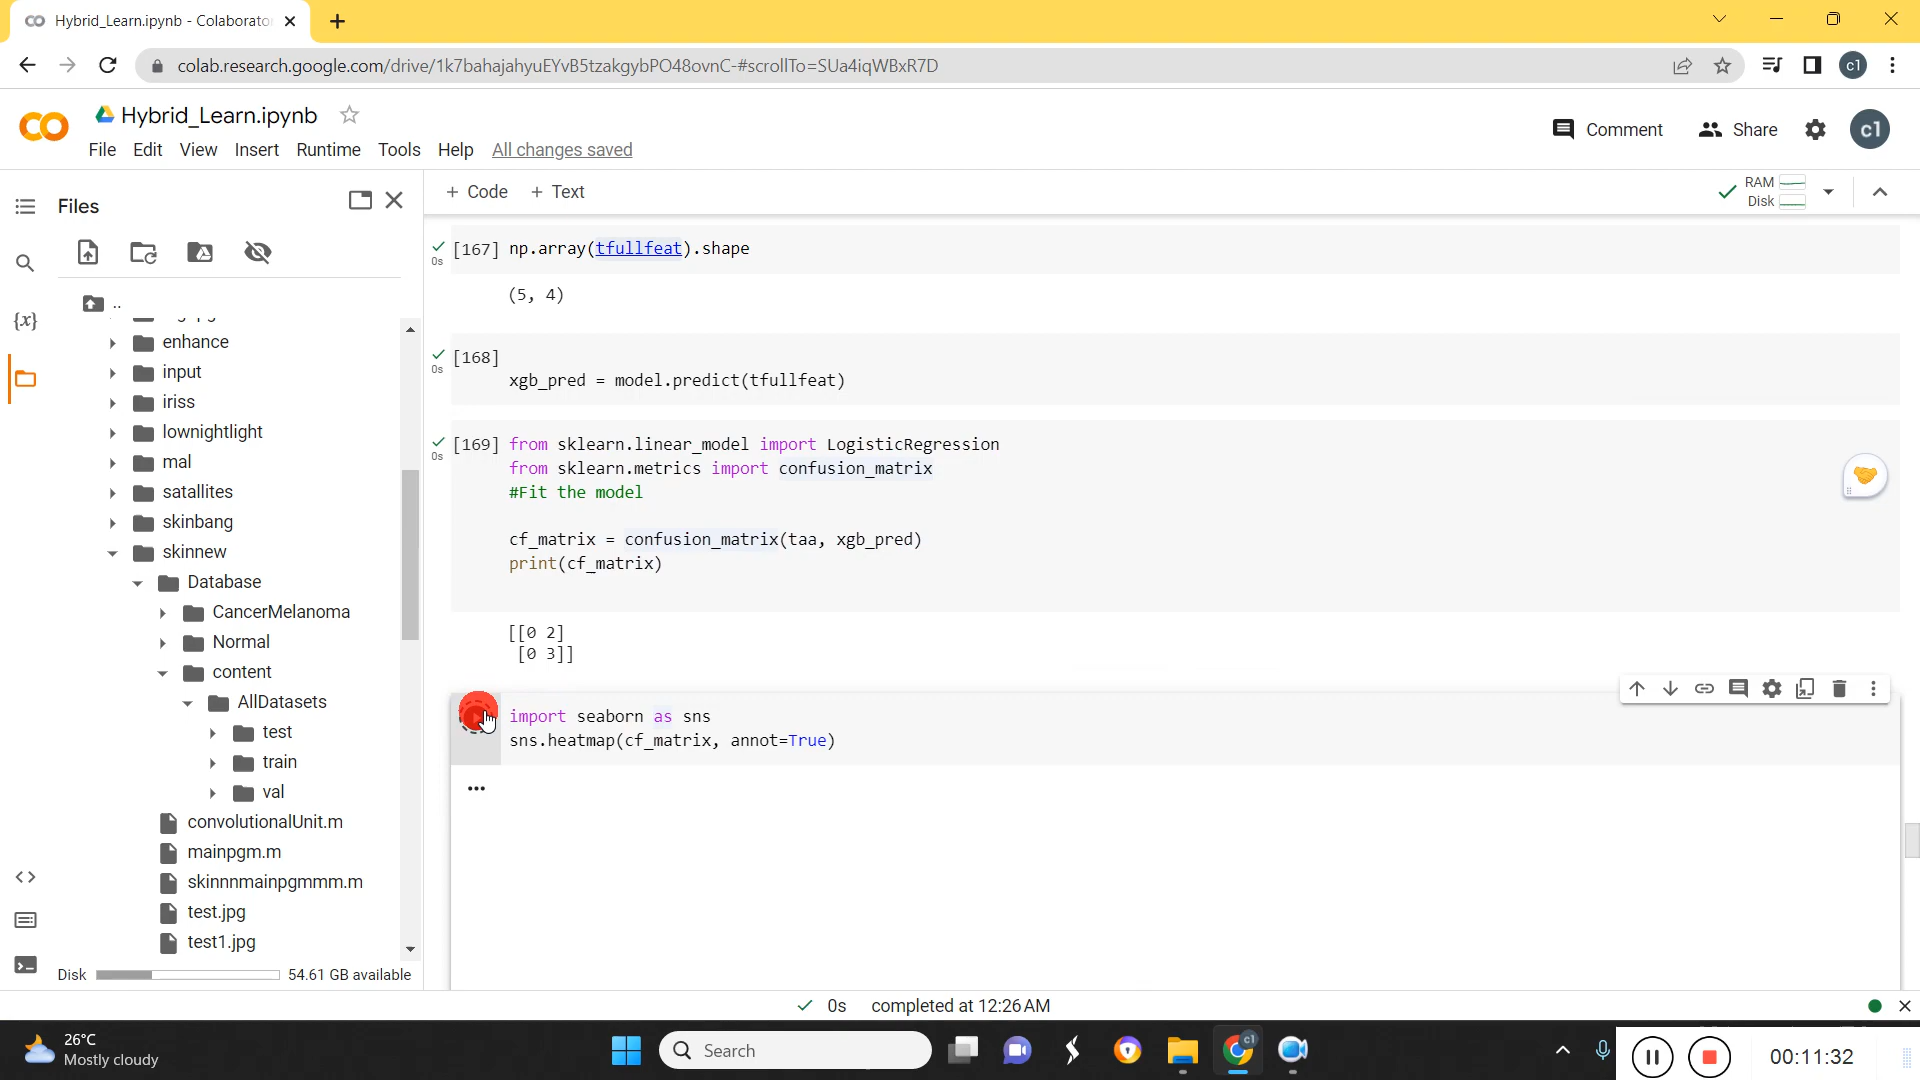 Hybrid_Learn.ipynb - Colaborato
colab.research.google.com/drive/1k7bahajahyuEYvB5tzakgybPO48ovnC-#scrollTo=SUa4iqWBxR7D
c1
Hybrid_Learn.ipynb
File Edit View Insert Runtime Tools Help All changes saved
Comment Share c1
Files
+ Code + Text
RAM
Disk
..
enhance
input
iriss
lownightlight
mal
satallites
skinbang
skinnew
Database
CancerMelanoma
Normal
content
AllDatasets
test
train
val
convolutionalUnit.m
mainpgm.m
skinnnmainpgmmm.m
test.jpg
test1.jpg
Disk 54.61 GB available
{x}
[167] np.array(tfullfeat).shape
0s
(5, 4)
[168]
0s
xgb_pred = model.predict(tfullfeat)
[169] from sklearn.linear_model import LogisticRegression
0s
from sklearn.metrics import confusion_matrix
#Fit the model
cf_matrix = confusion_matrix(taa, xgb_pred)
print(cf_matrix)
[[0 2]
[0 3]]
import seaborn as sns
sns.heatmap(cf_matrix, annot=True)
0s completed at 12:26 AM
26°C
Mostly cloudy
Search
c1
00:11:32